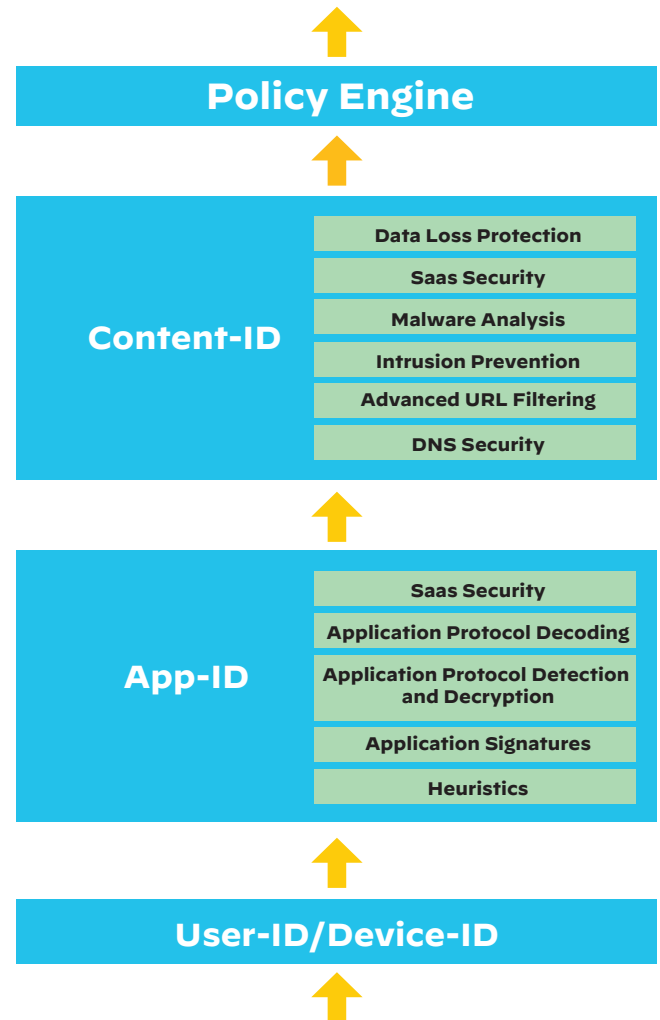 Policy Engine
Content-ID
Data Loss Protection
Saas Security
Malware Analysis
Intrusion Prevention
Advanced URL Filtering
DNS Security
App-ID
Saas Security
Application Protocol Decoding
Application Protocol Detection
and Decryption
Application Signatures
Heuristics
User-ID/Device-ID